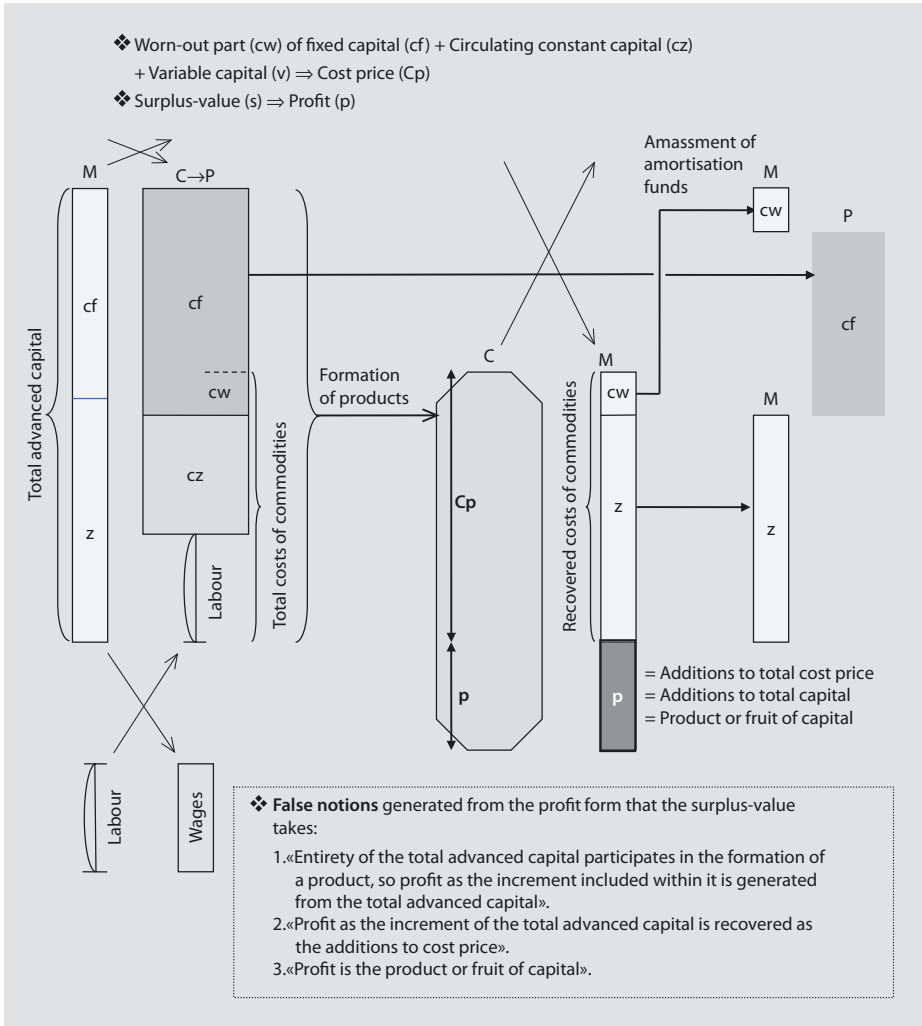 ❖ Worn-out part (cw) of fixed capital (cf) + Circulating constant capital (cz)
+ Variable capital (v) ⇒ Cost price (Cp)
❖ Surplus-value (s) ⇒ Profit (p)
M
C→P
Total advanced capital
cf
z
cf
cw
cz
Labour
Total costs of commodities
Formation
of products
C
Cp
p
Amassment of
amortisation
funds
M
cw
P
cf
M
Recovered costs of commodities
cw
z
p
M
z
= Additions to total cost price
= Additions to total capital
= Product or fruit of capital
Labour
Wages
❖ False notions generated from the profit form that the surplus-value
takes:
1.«Entirety of the total advanced capital participates in the formation of
a product, so profit as the increment included within it is generated
from the total advanced capital».
2.«Profit as the increment of the total advanced capital is recovered as
the additions to cost price».
3.«Profit is the product or fruit of capital».